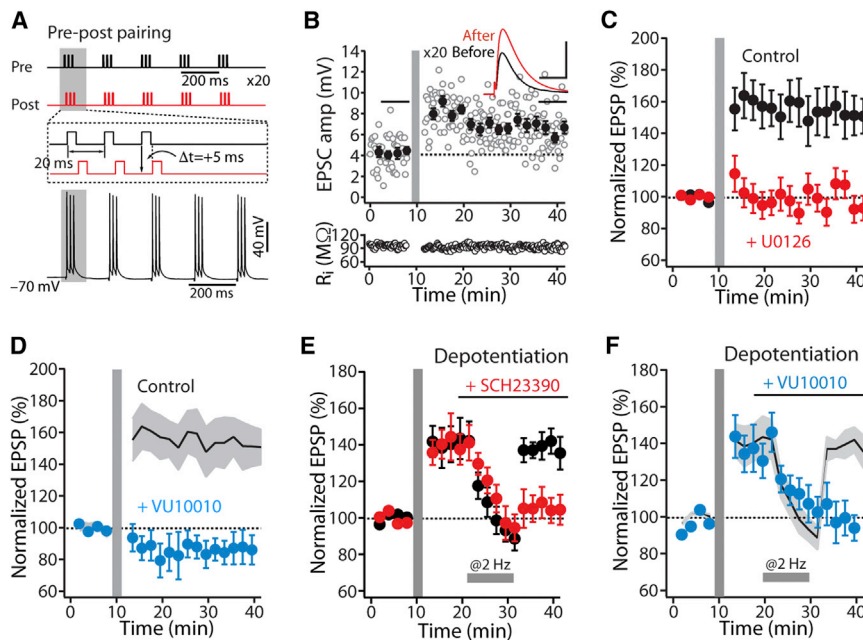 A
Pre-post pairing
Pre
200 ms x20
Post
20 ms
Δt=+5 ms
40 mV
−70 mV
200 ms
B
After
x20 Before
EPSC amp (mV)
14
12
10
8
6
4
2
0
0 10 20 30 40
Ri (MΩ)
120
90
60
0 10 20 30 40
Time (min)
C
Control
Normalized EPSP (%)
200
180
160
140
120
100
80
60
+ U0126
0 10 20 30 40
Time (min)
D
Control
Normalized EPSP (%)
200
180
160
140
120
100
80
60
+ VU10010
0 10 20 30 40
Time (min)
E
Depotentiation
+ SCH23390
Normalized EPSP (%)
180
160
140
120
100
80
60
@2 Hz
0 10 20 30 40
Time (min)
F
Depotentiation
+ VU10010
Normalized EPSP (%)
180
160
140
120
100
80
60
@2 Hz
0 10 20 30 40
Time (min)